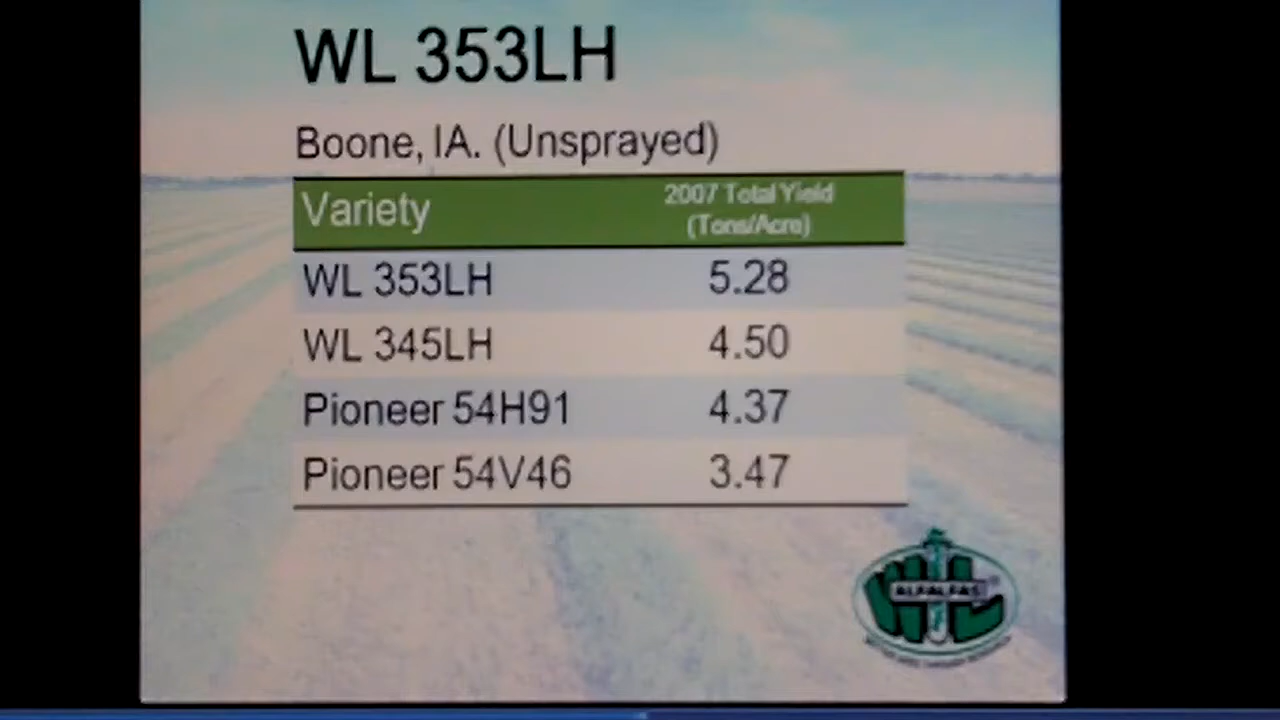 WL 353LH
Boone, IA. (Unsprayed)
Variety 2007 Total Yield
(Tons/Acre)
WL 353LH 5.28
WL 345LH 4.50
Pioneer 54H91 4.37
Pioneer 54V46 3.47
WL
ALFALFAS